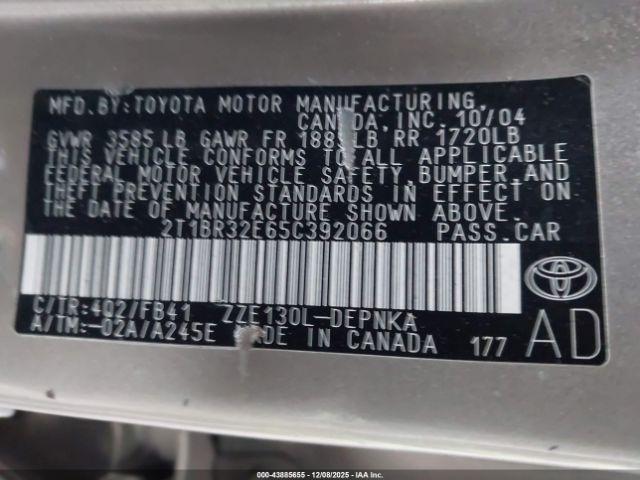 MFD.BY:TOYOTA MOTOR MANUFACTURING,
CANADA, INC. 10/04
GVWR 3585 LB GAWR FR LB RR 1720LB
THIS VEHICLE CONFORMS TO ALL APPLICABLE
FEDERAL MOTOR VEHICLE SAFETY, BUMPER, AND
THEFT PREVENTION STANDARDS IN EFFECT ON
THE DATE OF MANUFACTURE SHOWN ABOVE.
2T1BR32E65C392066 PASS.CAR
C/TR:4Q2/FB41 ZZE130L-DEPNKA
A/TM:-02A/A245E MADE IN CANADA 177
AD
© 43885655 - 12/08/2025 - IAA Inc.